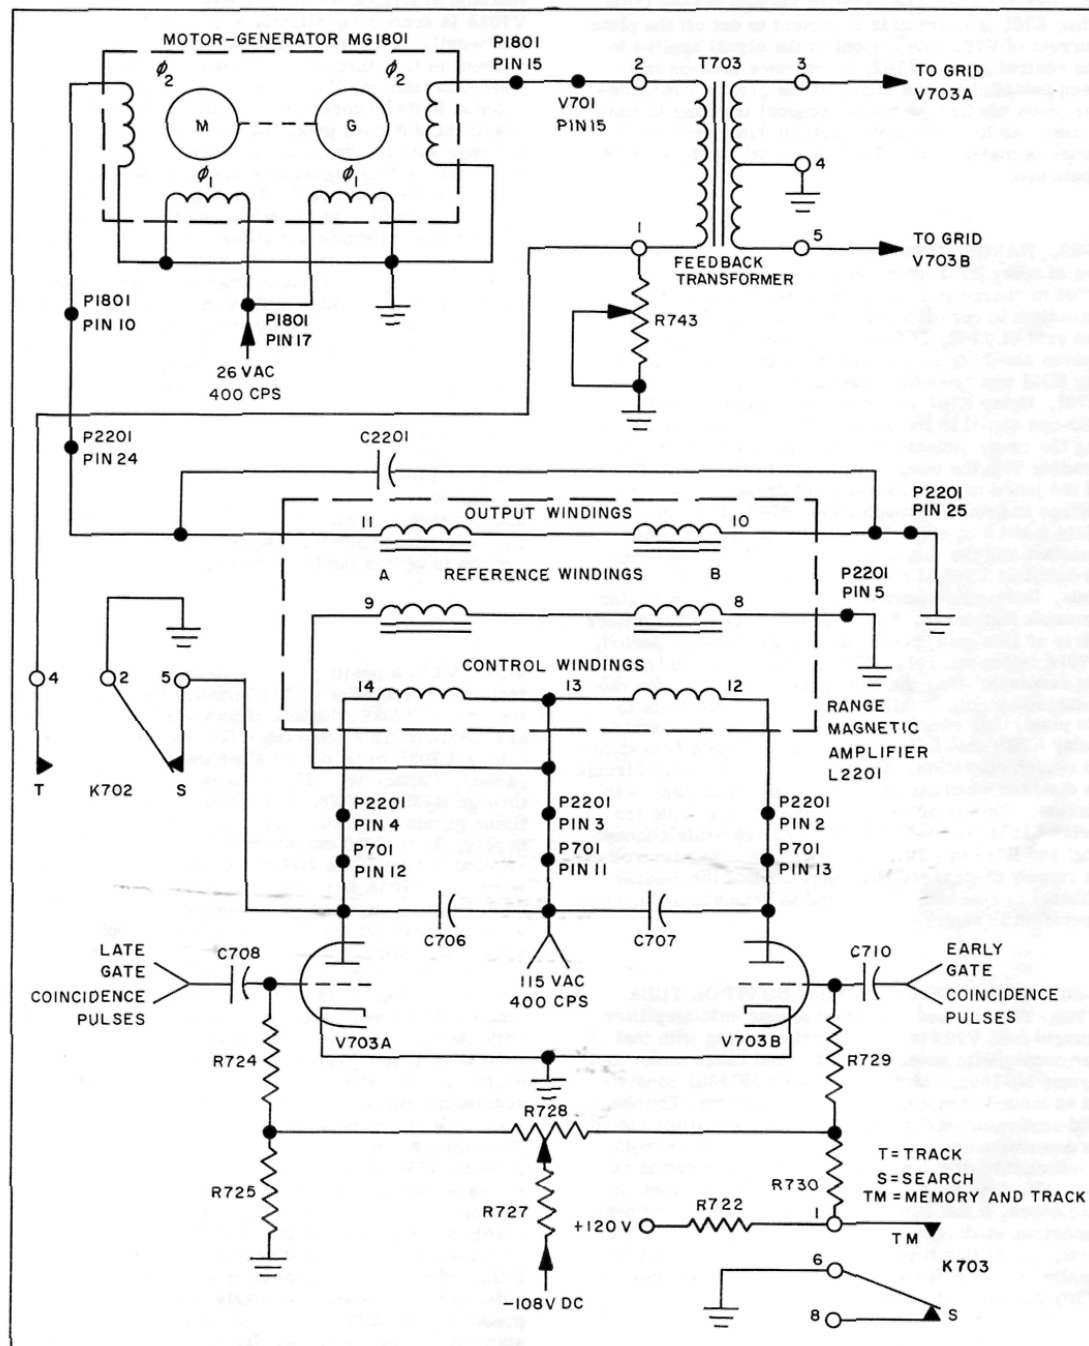 MOTOR-GENERATOR MG1801
ϕ2
ϕ2
M
G
ϕ1
ϕ1
P1801
PIN 15
V701
PIN 15
2
T703
3
TO GRID
V703A
4
1
5
TO GRID
V703B
FEEDBACK
TRANSFORMER
R743
P1801
PIN 10
P1801
PIN 17
26 VAC
400 CPS
P2201
PIN 24
C2201
P2201
PIN 25
OUTPUT WINDINGS
11
10
A
REFERENCE WINDINGS
B
9
8
P2201
PIN 5
CONTROL WINDINGS
14
13
12
RANGE
MAGNETIC
AMPLIFIER
L2201
4
2
5
T
K702
S
P2201
PIN 4
P2201
PIN 3
P2201
PIN 2
P701
PIN 12
P701
PIN 11
P701
PIN 13
C706
C707
LATE
GATE
COINCIDENCE
PULSES
C708
115 VAC
400 CPS
C710
EARLY
GATE
COINCIDENCE
PULSES
V703A
V703B
R724
R729
R728
R725
R727
R730
T=TRACK
S=SEARCH
TM=MEMORY AND TRACK
+120V
R722
1
TM
K703
6
8
S
-108V DC